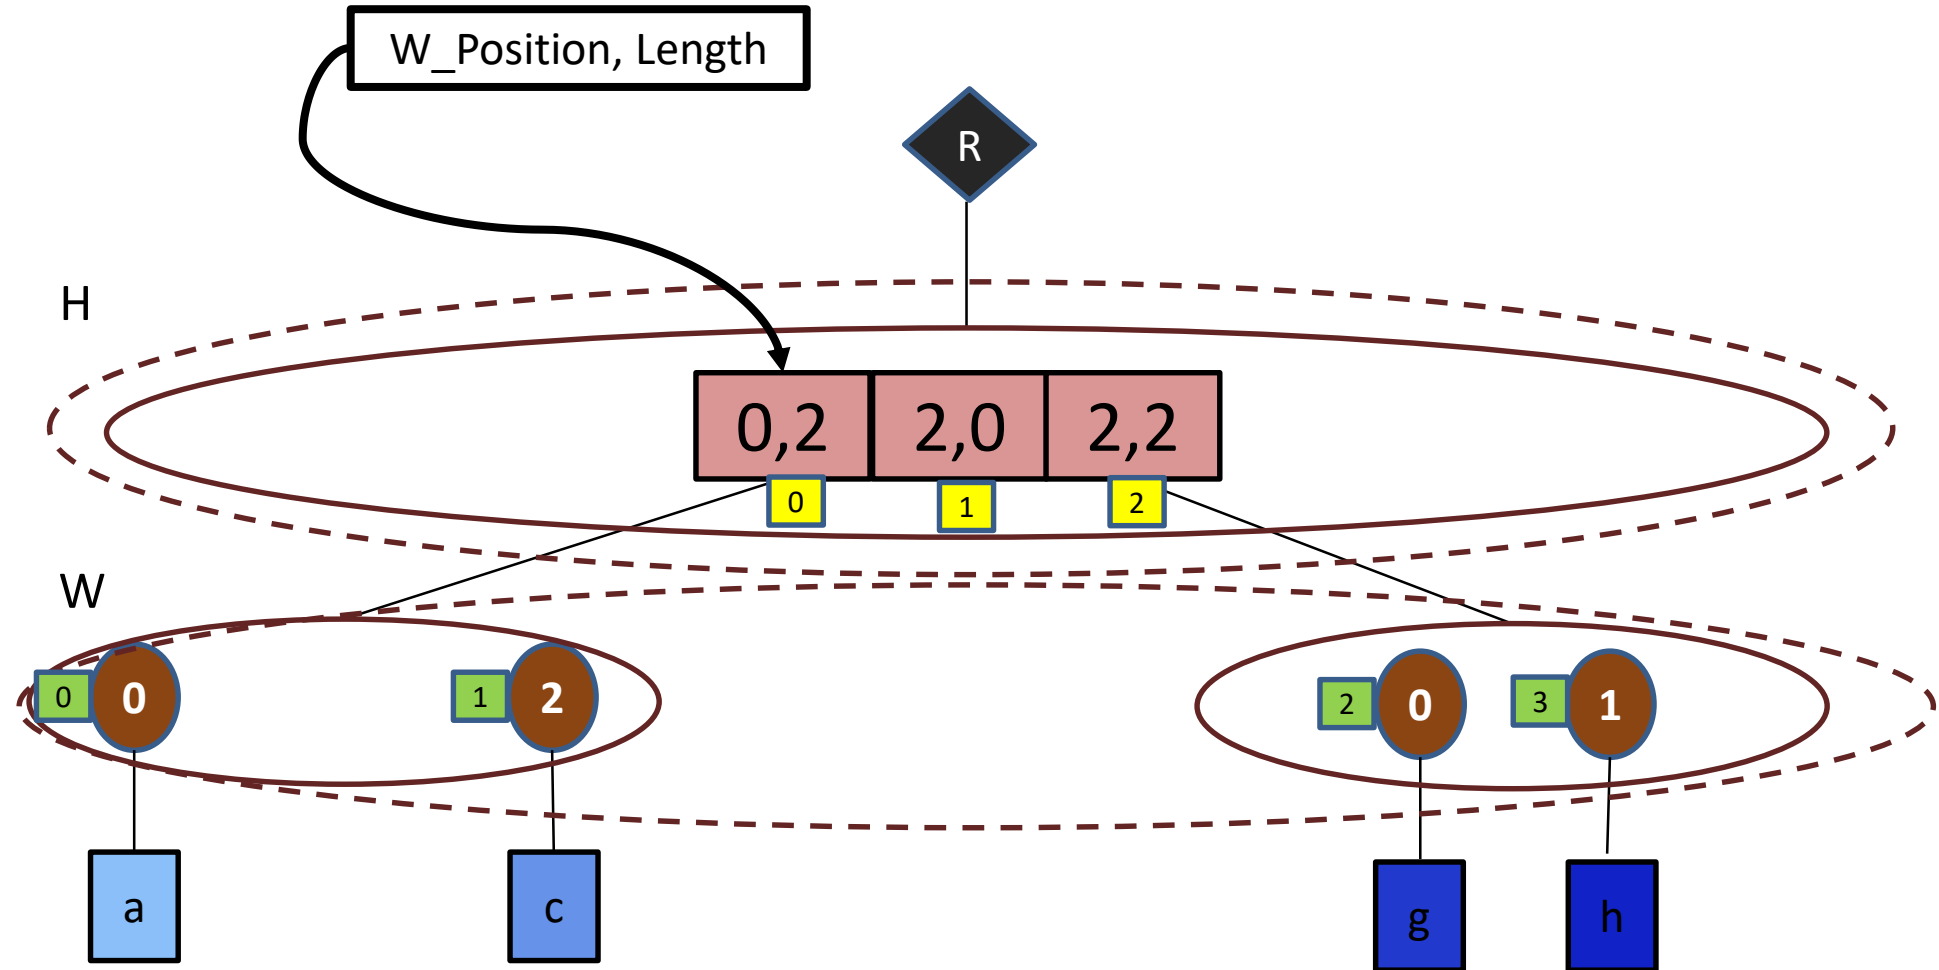 W_Position, Length
R
H
0,2 2,0 2,2
0 1 2
W
0 0 1 2 2 0 3 1
a c g h